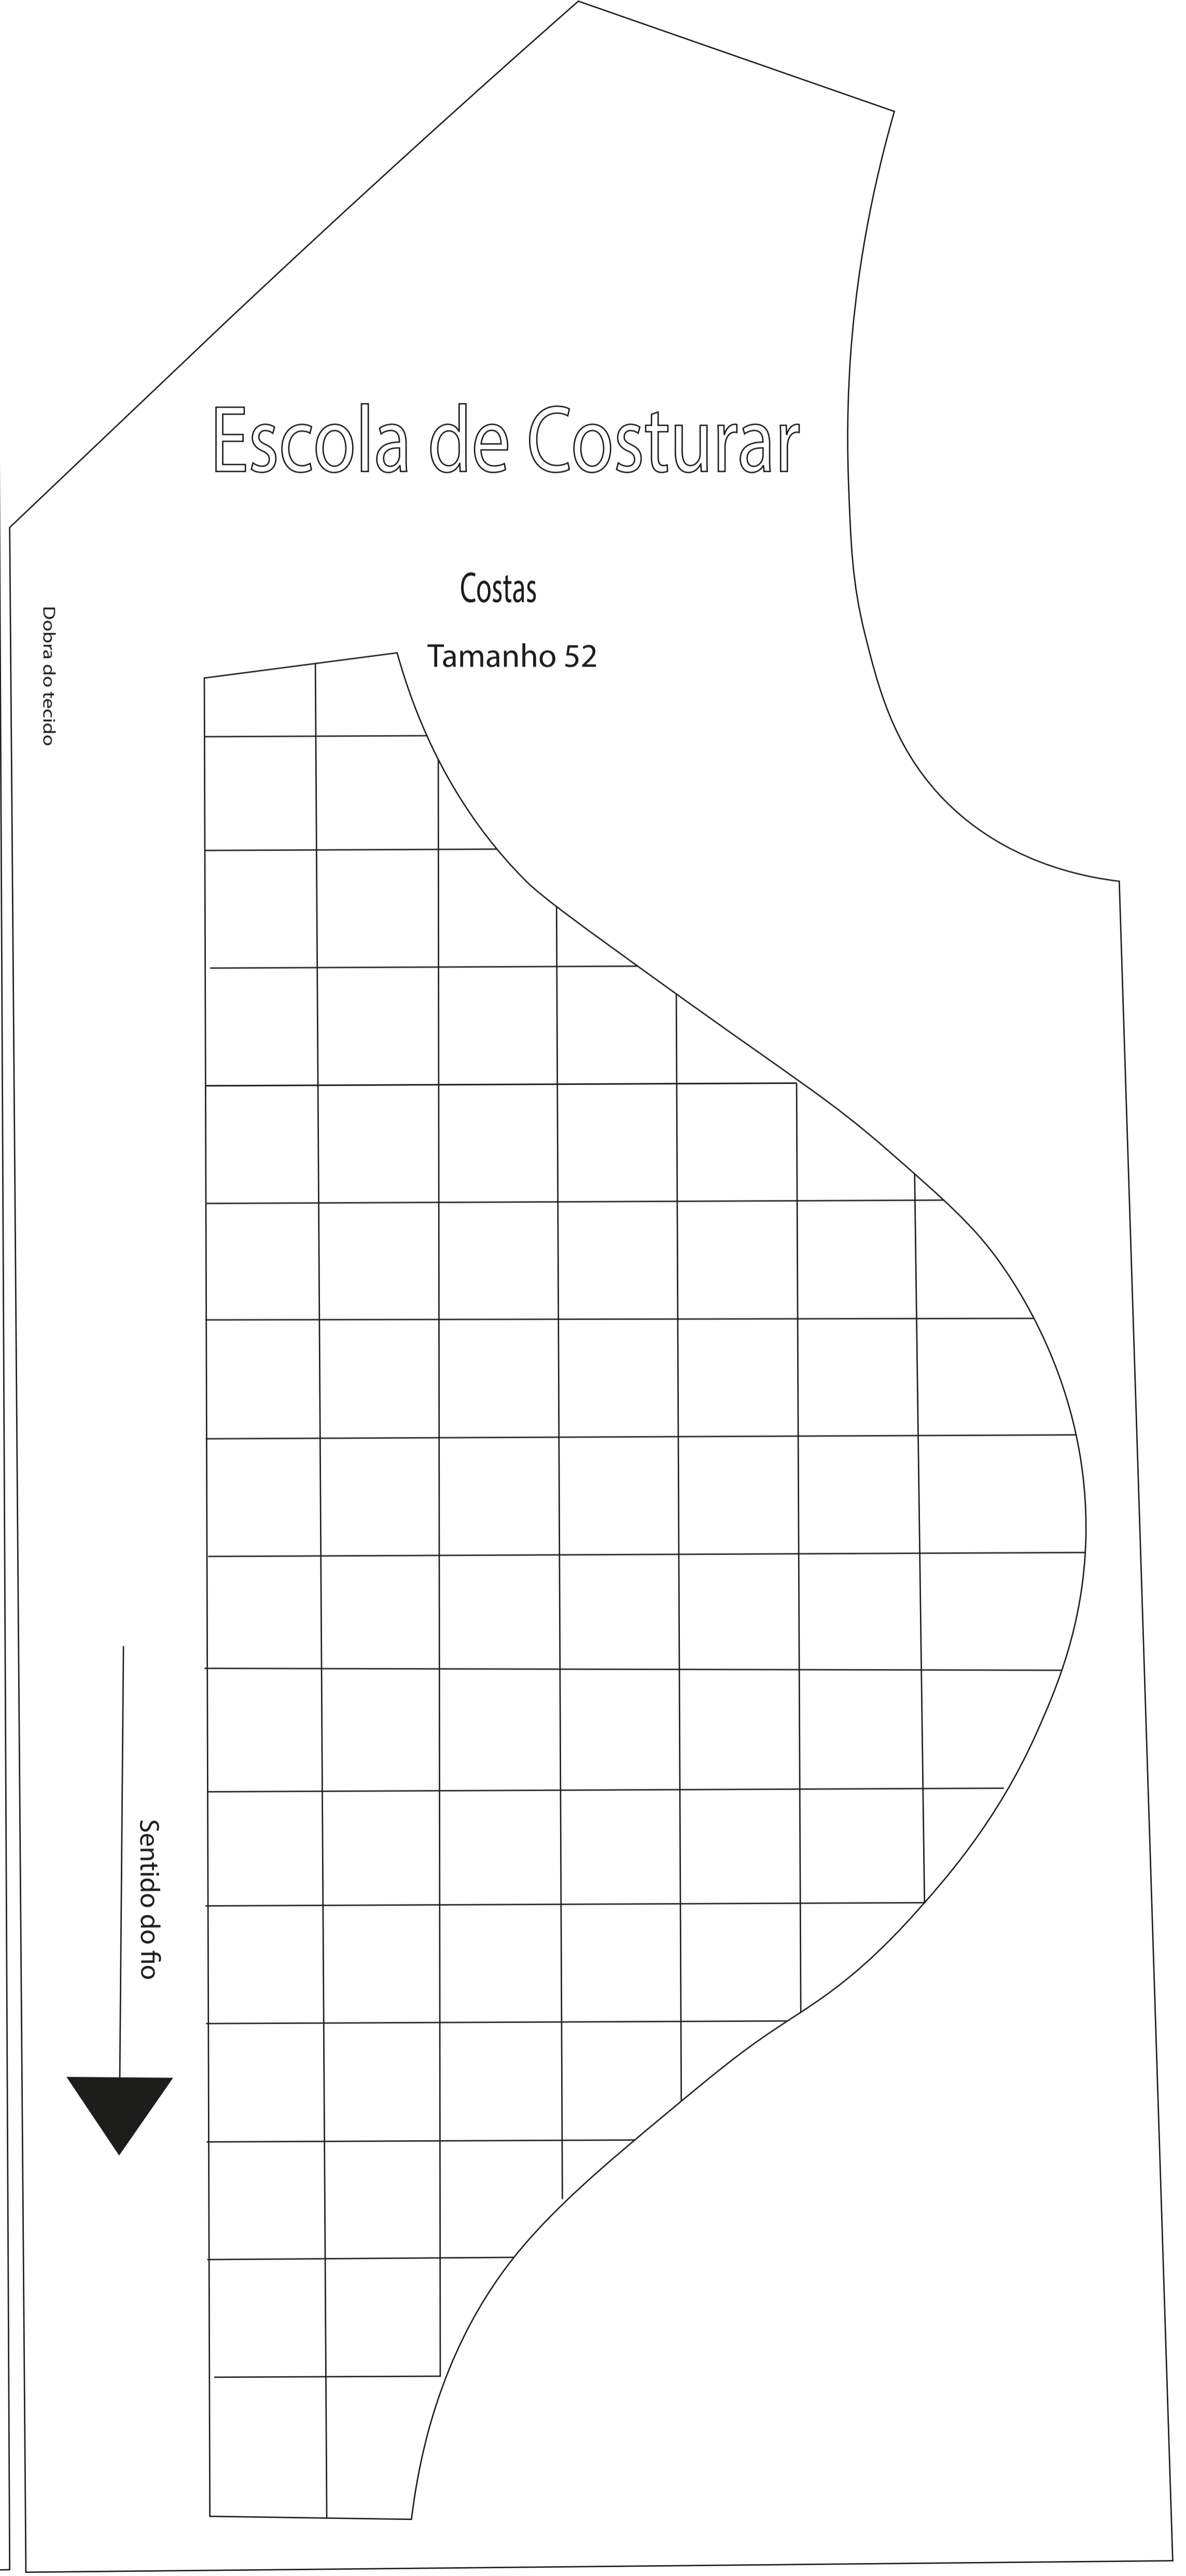 Escola de Costurar
Costas
Tamanho 52
Dobra do tecido
Sentido do fio